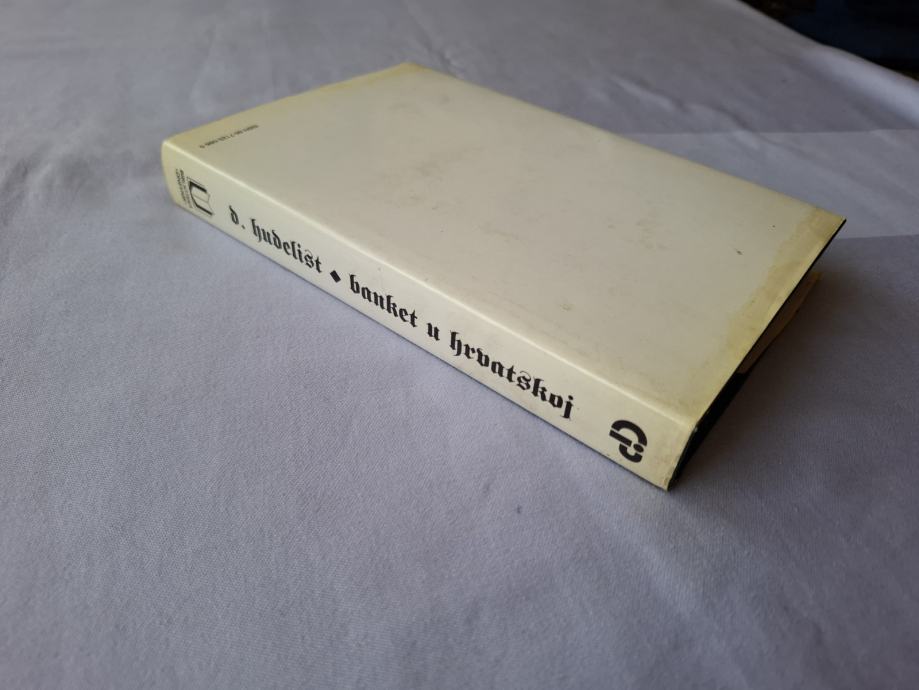 d. hudelist ◆ banket u hrvatskoj